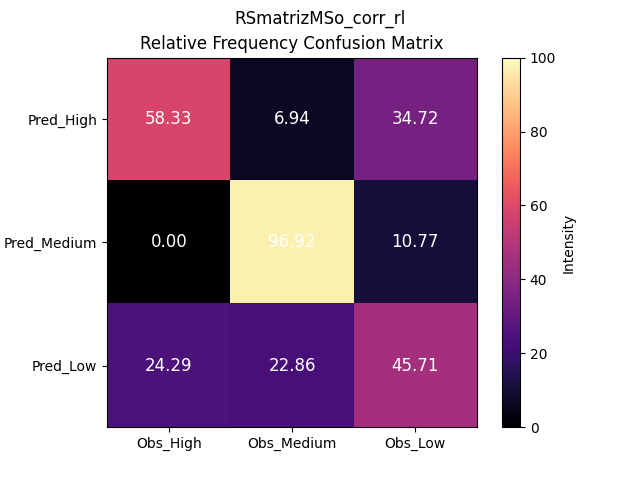 RSmatrizMSo_corr_rl
Relative Frequency Confusion Matrix
100
Pred_High 58.33 6.94 34.72
80
60
Pred_Medium 0.00 96.92 10.77
Intensity
40
Pred_Low 24.29 22.86 45.71
20
0
Obs_High Obs_Medium Obs_Low